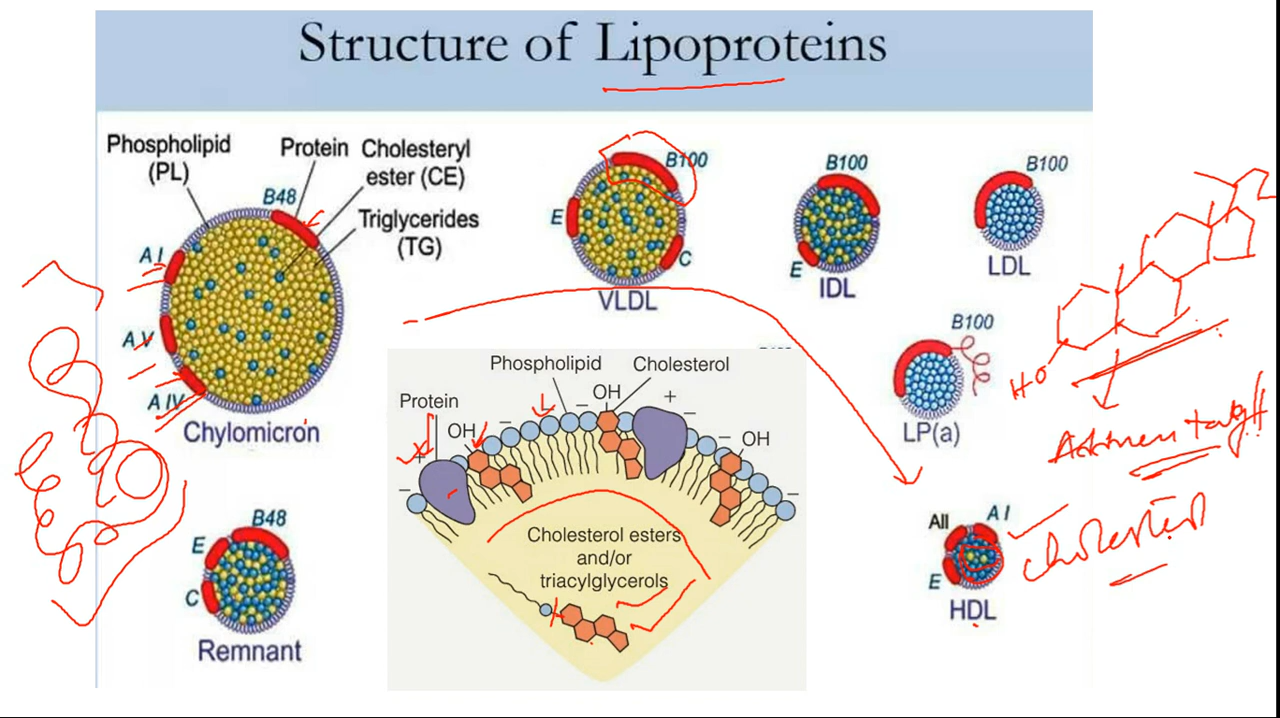 Structure of Lipoproteins
Phospholipid
(PL)
Protein
Cholesteryl
ester (CE)
Triglycerides
(TG)
B48
A I
A V
A IV
Chylomicron
B100
E
C
VLDL
B100
E
IDL
B100
LDL
B100
LP(a)
HO
Cholesterol
Phospholipid
Cholesterol
Protein
OH
OH
OH
+
+
−
−
−
−
−
−
Cholesterol esters
and/or
triacylglycerols
B48
E
C
Remnant
AII
A I
E
HDL